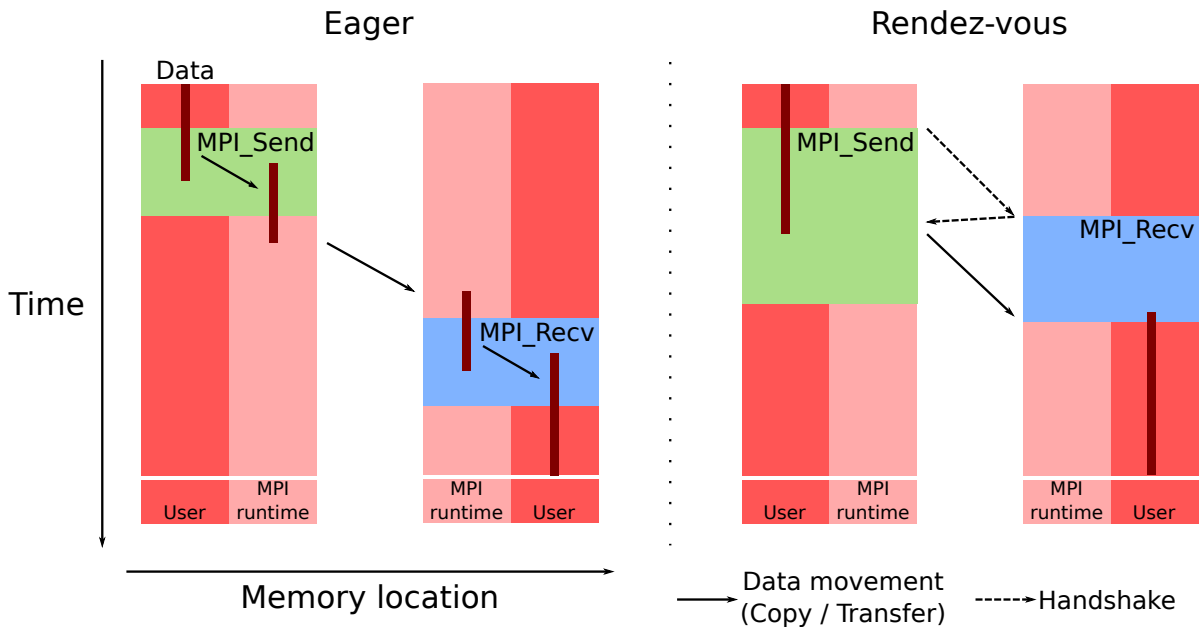 Eager
Rendez-vous
Data
MPI_Send
MPI_Send
MPI_Recv
Time
MPI_Recv
User
MPI
runtime
MPI
runtime
User
User
MPI
runtime
MPI
runtime
User
Memory location
Data movement
(Copy / Transfer)
Handshake